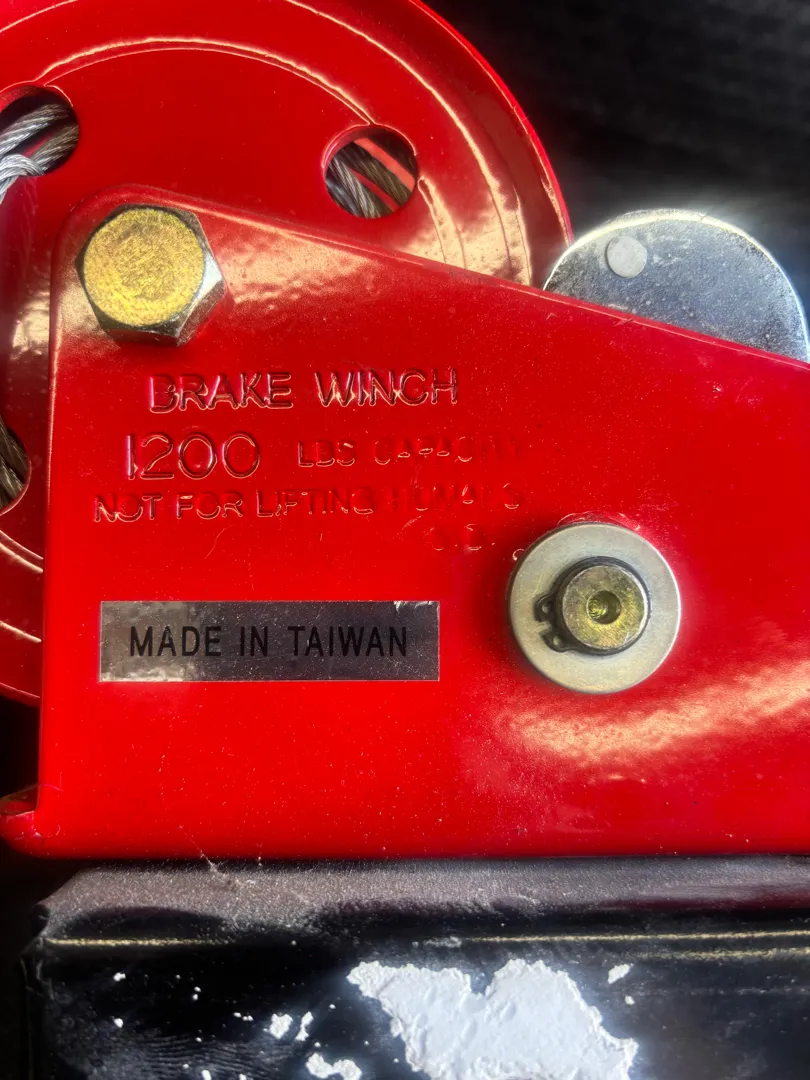 BRAKE WINCH
1200 LBS CAPACITY
NOT FOR LIFTING HUMANS
MADE IN TAIWAN